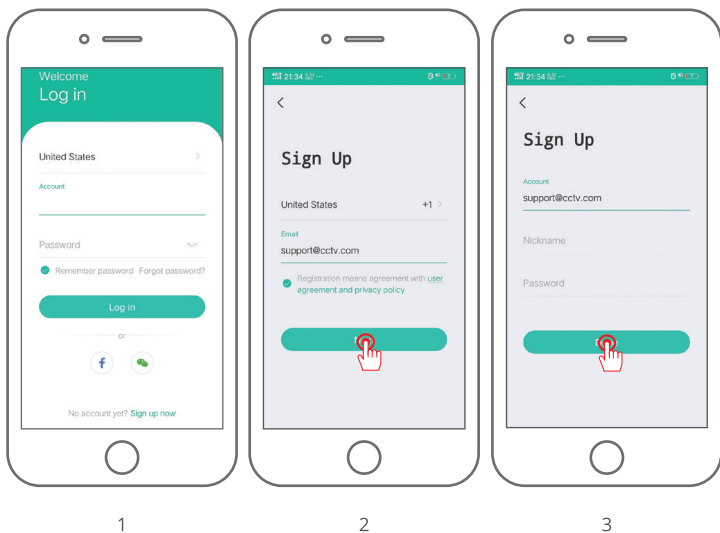 Welcome
Log in
United States
Account
Password
Remember password Forgot password?
Log in
or
No account yet? Sign up now
1
21:34
Sign Up
United States +1
Email
support@cctv.com
Registration means agreement with user
agreement and privacy policy
2
21:34
Sign Up
Account
support@cctv.com
Nickname
Password
3